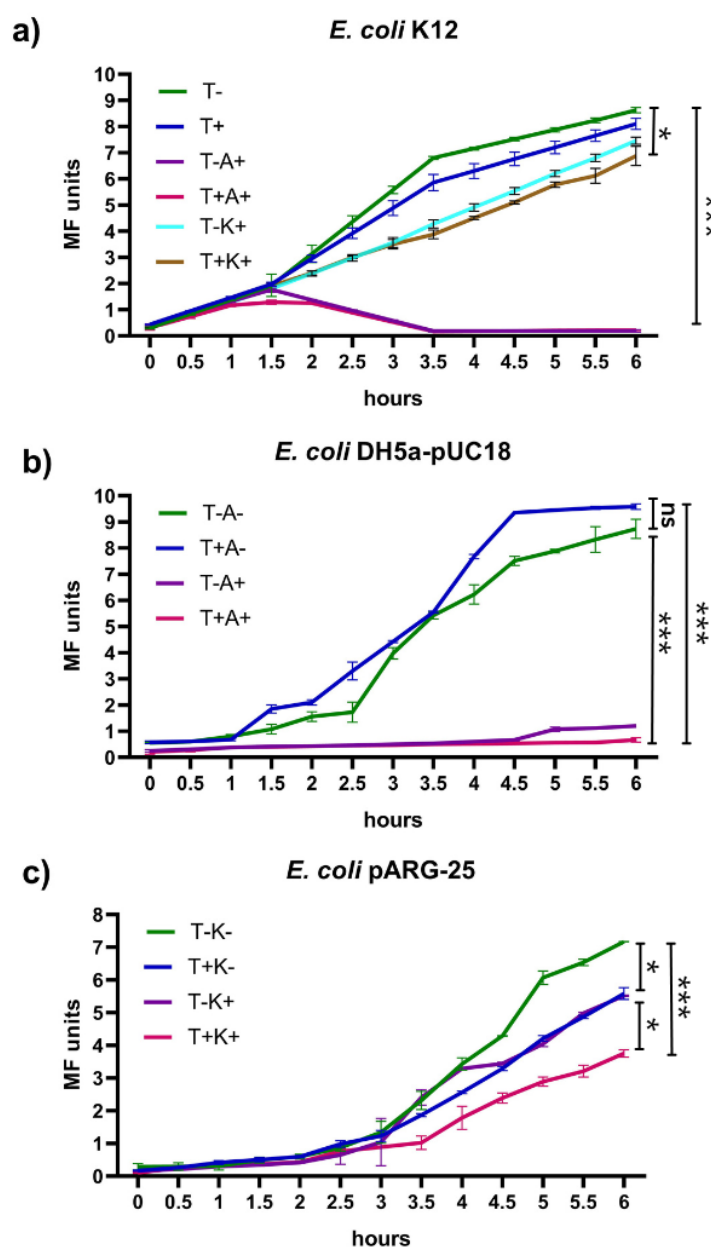 a)
E. coli K12
MF units
10
9
8
7
6
5
4
3
2
1
0
T-
T+
T-A+
T+A+
T-K+
T+K+
*
***
0 0.5 1 1.5 2 2.5 3 3.5 4 4.5 5 5.5 6
hours
b)
E. coli DH5a-pUC18
MF units
10
9
8
7
6
5
4
3
2
1
0
T-A-
T+A-
T-A+
T+A+
ns
***
***
0 0.5 1 1.5 2 2.5 3 3.5 4 4.5 5 5.5 6
hours
c)
E. coli pARG-25
MF units
8
7
6
5
4
3
2
1
0
T-K-
T+K-
T-K+
T+K+
*
*
***
0 0.5 1 1.5 2 2.5 3 3.5 4 4.5 5 5.5 6
hours